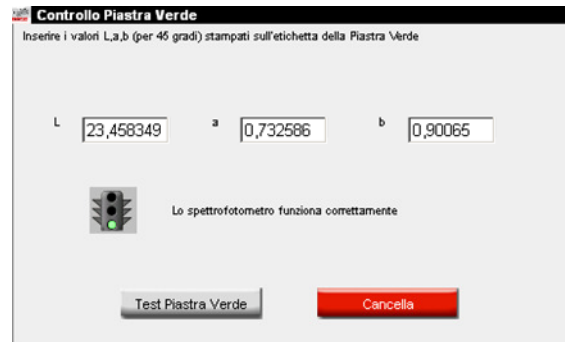 Controllo Piastra Verde
Inserire i valori L,a,b (per 45 gradi) stampati sull'etichetta della Piastra Verde
L 23,458349 a 0,732586 b 0,90065
Lo spettrofotometro funziona correttamente
Test Piastra Verde Cancella